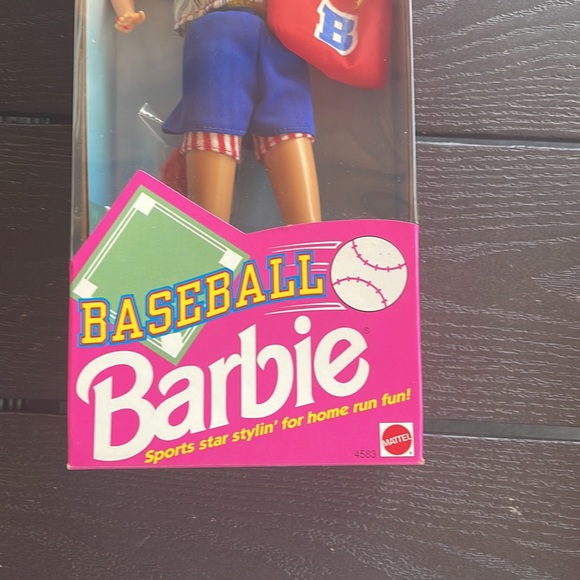 B
BASEBALL
Barbie®
Sports star stylin' for home run fun!
4583
MATTEL